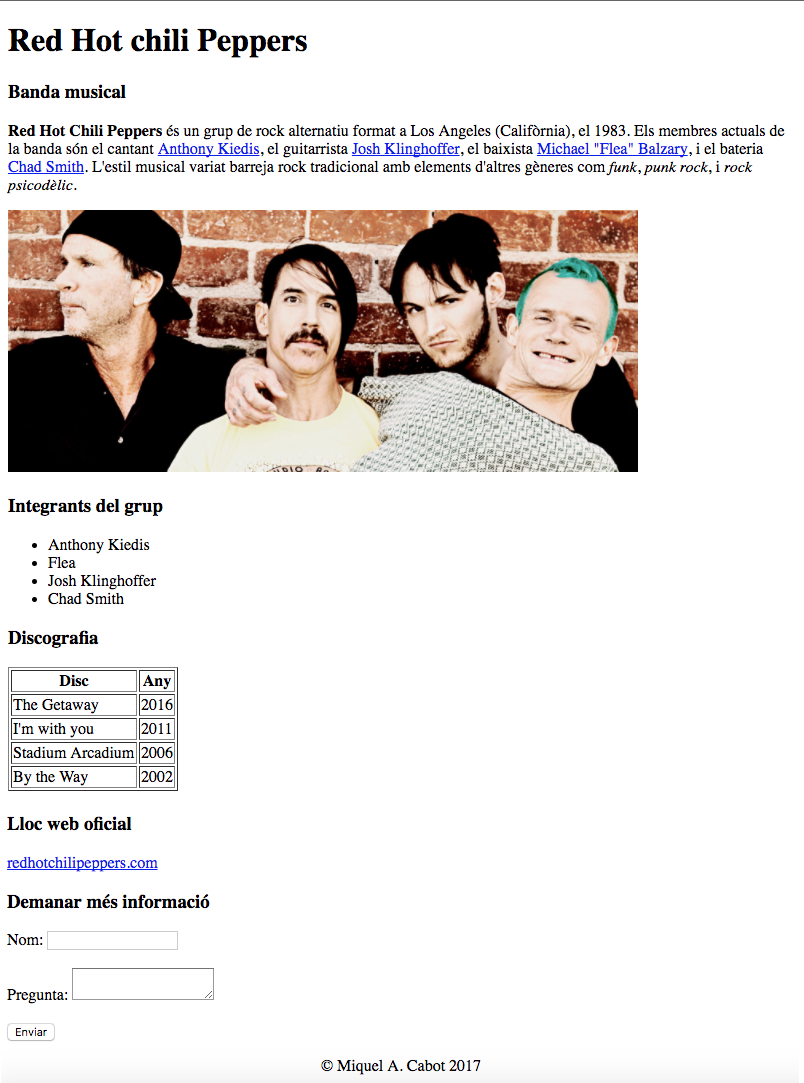 Red Hot chili Peppers
Banda musical
Red Hot Chili Peppers és un grup de rock alternatiu format a Los Angeles (Califòrnia), el 1983. Els membres actuals de
la banda són el cantant Anthony Kiedis, el guitarrista Josh Klinghoffer, el baixista Michael "Flea" Balzary, i el bateria
Chad Smith. L'estil musical variat barreja rock tradicional amb elements d'altres gèneres com funk, punk rock, i rock
psicodèlic.
Integrants del grup
• Anthony Kiedis
• Flea
• Josh Klinghoffer
• Chad Smith
Discografia
Disc Any
The Getaway 2016
I'm with you 2011
Stadium Arcadium 2006
By the Way 2002
Lloc web oficial
redhotchilipeppers.com
Demanar més informació
Nom:
Pregunta:
Enviar
© Miquel A. Cabot 2017